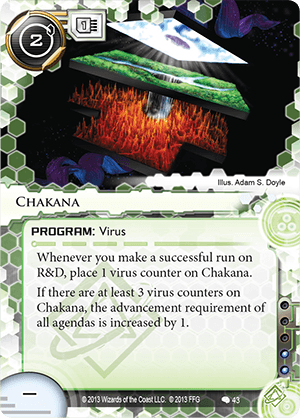 2
1
Illus. Adam S. Doyle
Chakana
PROGRAM: Virus
Whenever you make a successful run on
R&D, place 1 virus counter on Chakana.
If there are at least 3 virus counters on
Chakana, the advancement requirement of
all agendas is increased by 1.
–
© 2013 Wizards of the Coast LLC. © 2013 FFG
43